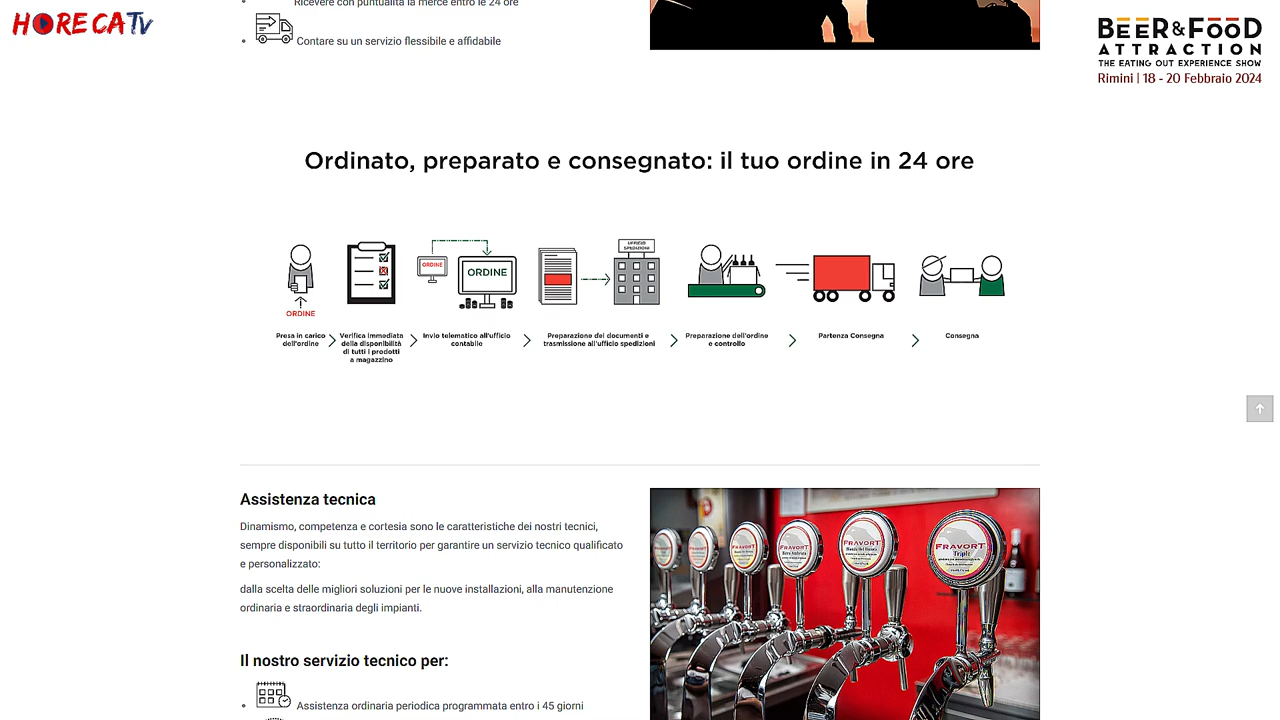 HORECATV
Ricevere con puntualità la merce entro le 24 ore
Contare su un servizio flessibile e affidabile
BEER&FOOD
ATTRACTION
THE EATING OUT EXPERIENCE SHOW
Rimini | 18 - 20 Febbraio 2024
Ordinato, preparato e consegnato: il tuo ordine in 24 ore
UFFICIO
SPEDIZIONI
ORDINE
ORDINE
ORDINE
Presa in carico
dell'ordine
Verifica immediata
della disponibilità
di tutti i prodotti
a magazzino
Invio telematico all'ufficio
contabile
Preparazione dei documenti e
trasmissione all'ufficio spedizioni
Preparazione dell'ordine
e controllo
Partenza Consegna
Consegna
Assistenza tecnica
Dinamismo, competenza e cortesia sono le caratteristiche dei nostri tecnici,
sempre disponibili su tutto il territorio per garantire un servizio tecnico qualificato
e personalizzato:
dalla scelta delle migliori soluzioni per le nuove installazioni, alla manutenzione
ordinaria e straordinaria degli impianti.
FRAVORT
FRAVORT
FRAVORT
FRAVORT
Triple
Il nostro servizio tecnico per:
Assistenza ordinaria periodica programmata entro i 45 giorni